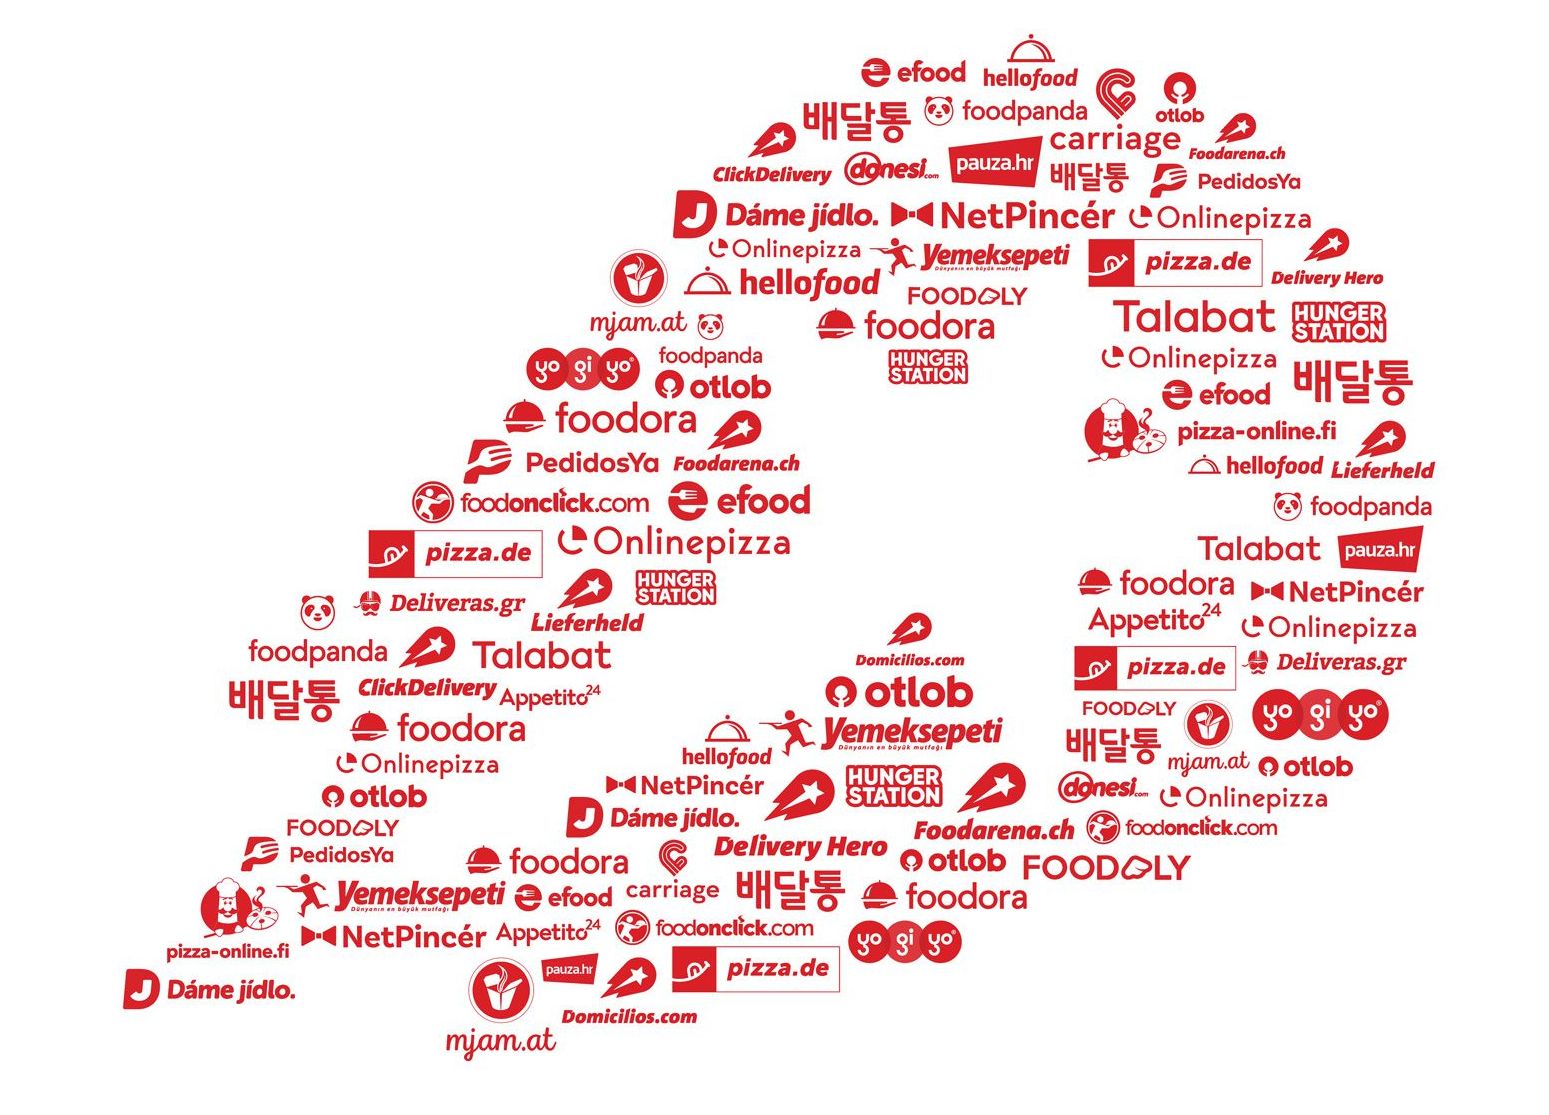 hellofood
efood
foodpanda
otlob
배달통
carriage
Foodarena.ch
ClickDelivery
donesi.com
pauza.hr
배달통
PedidosYa
Dáme jídlo.
NetPincér
Onlinepizza
Onlinepizza
Yemeksepeti
Dünyanın en büyük mutfağı
pizza.de
Delivery Hero
hellofood
FOODLY
mjam.at
foodora
Talabat
HUNGER
STATION
yo gi yo
foodpanda
HUNGER
STATION
Onlinepizza
otlob
efood
배달통
foodora
pizza-online.fi
PedidosYa
Foodarena.ch
hellofood
Lieferheld
foodonclick.com
efood
foodpanda
pizza.de
Onlinepizza
Talabat
pauza.hr
HUNGER
STATION
foodora
NetPincér
Deliveras.gr
Lieferheld
Appetito24
Onlinepizza
foodpanda
Talabat
Domicilios.com
pizza.de
Deliveras.gr
배달통
ClickDelivery
Appetito24
otlob
FOODLY
yo gi yo
foodora
hellofood
Yemeksepeti
Dünyanın en büyük mutfağı
배달통
mjam.at
Onlinepizza
otlob
NetPincér
HUNGER
STATION
donesi.com
Onlinepizza
otlob
Dáme jídlo.
Foodarena.ch
foodonclick.com
FOODLY
Delivery Hero
PedidosYa
foodora
otlob
FOODLY
carriage
배달통
foodora
Yemeksepeti
Dünyanın en büyük mutfağı
efood
pizza-online.fi
NetPincér
Appetito24
foodonclick.com
yo gi yo
pauza.hr
pizza.de
Dáme jídlo.
Domicilios.com
mjam.at